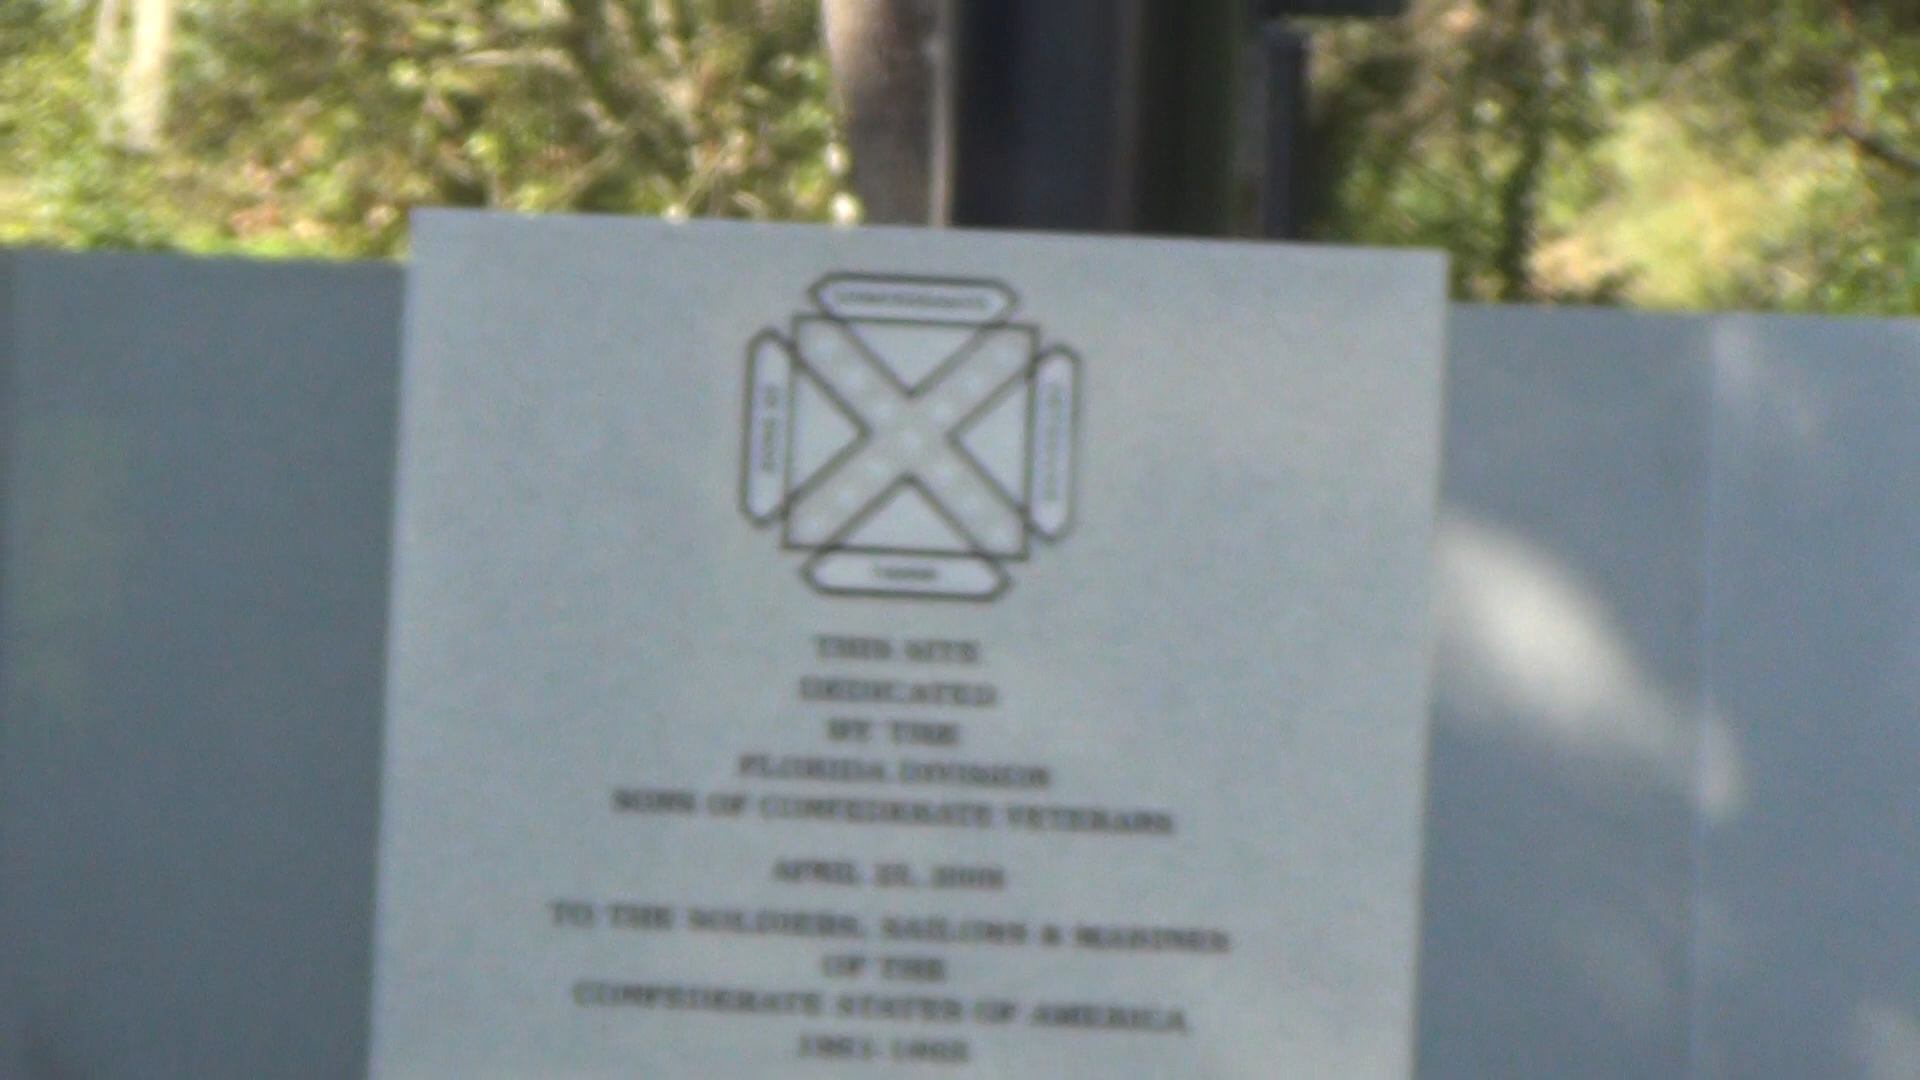 THIS SITE
DEDICATED
BY THE
FLORIDA DIVISION
SONS OF CONFEDERATE VETERANS
APRIL
TO THE SOLDIERS, SAILORS & MARINES
OF THE
CONFEDERATE STATES OF AMERICA
1861-1865